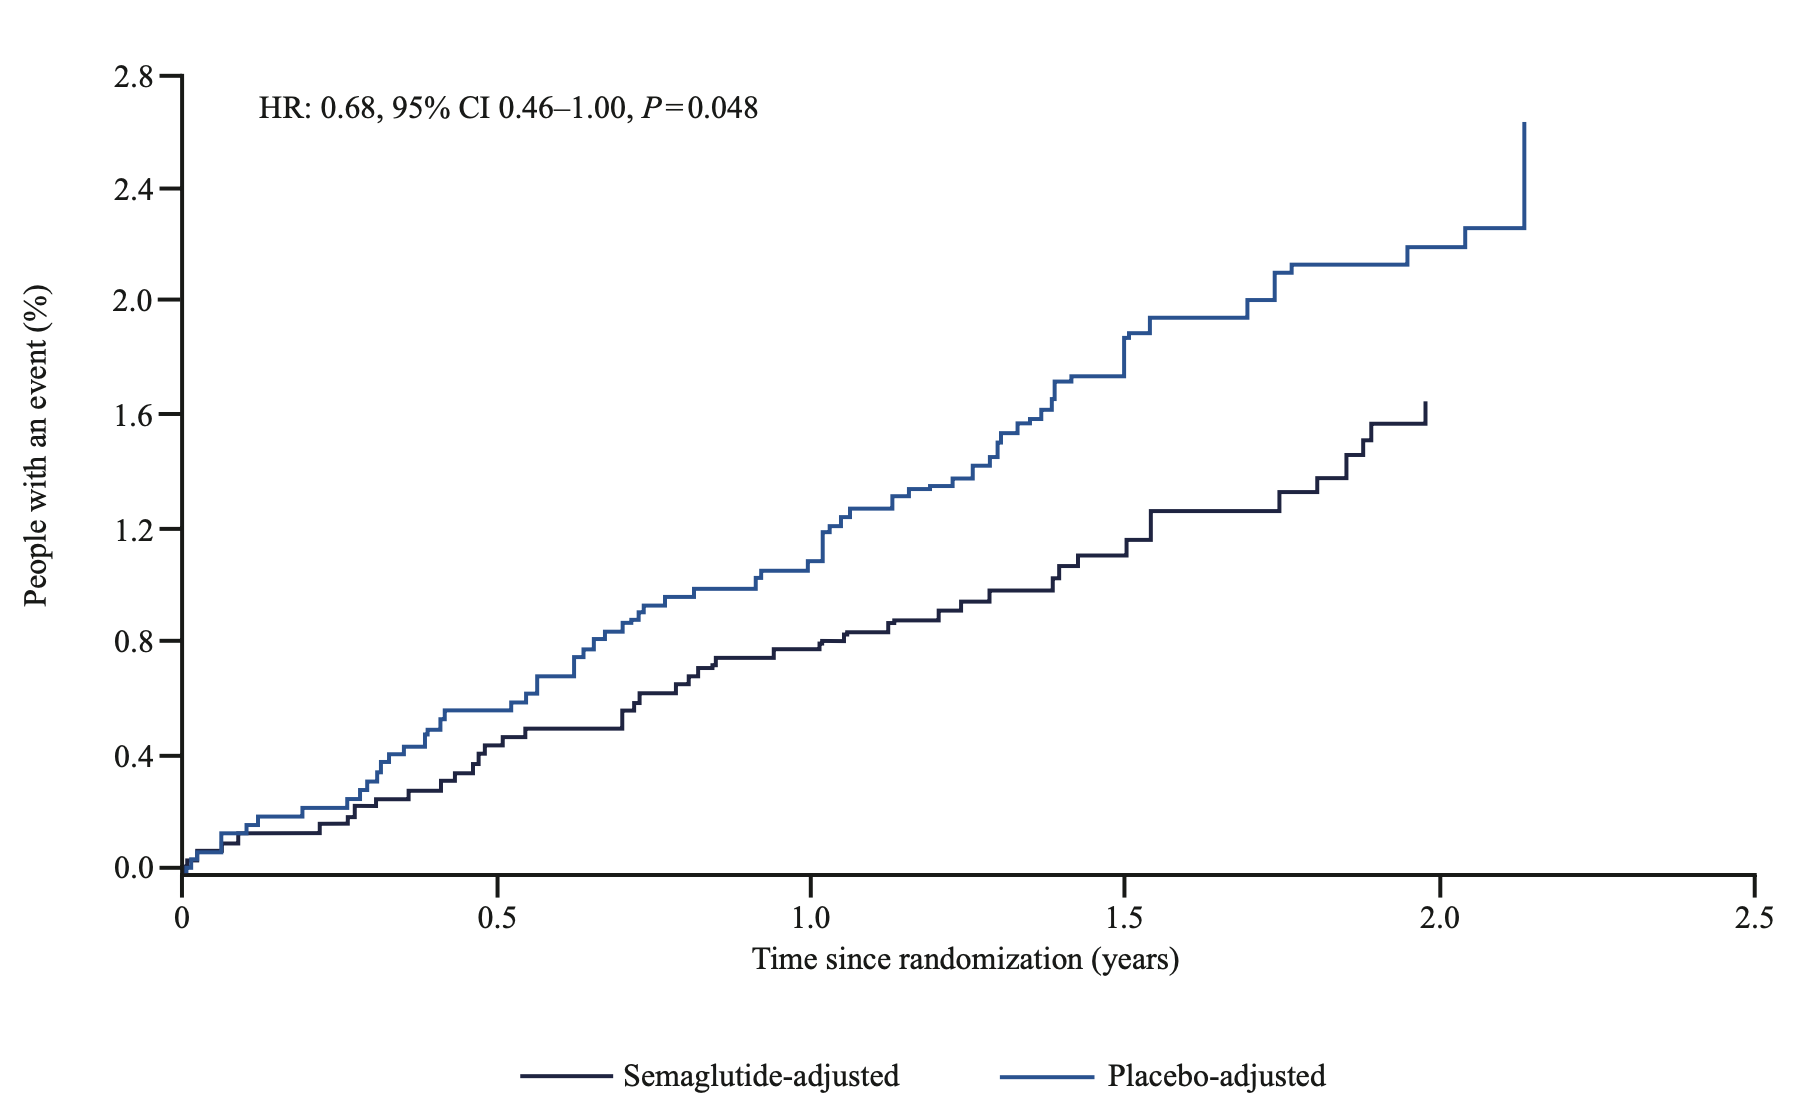 2.8
HR: 0.68, 95% CI 0.46–1.00, P=0.048
2.4
2.0
1.6
1.2
0.8
0.4
0.0
People with an event (%)
0 0.5 1.0 1.5 2.0 2.5
Time since randomization (years)
Semaglutide-adjusted Placebo-adjusted